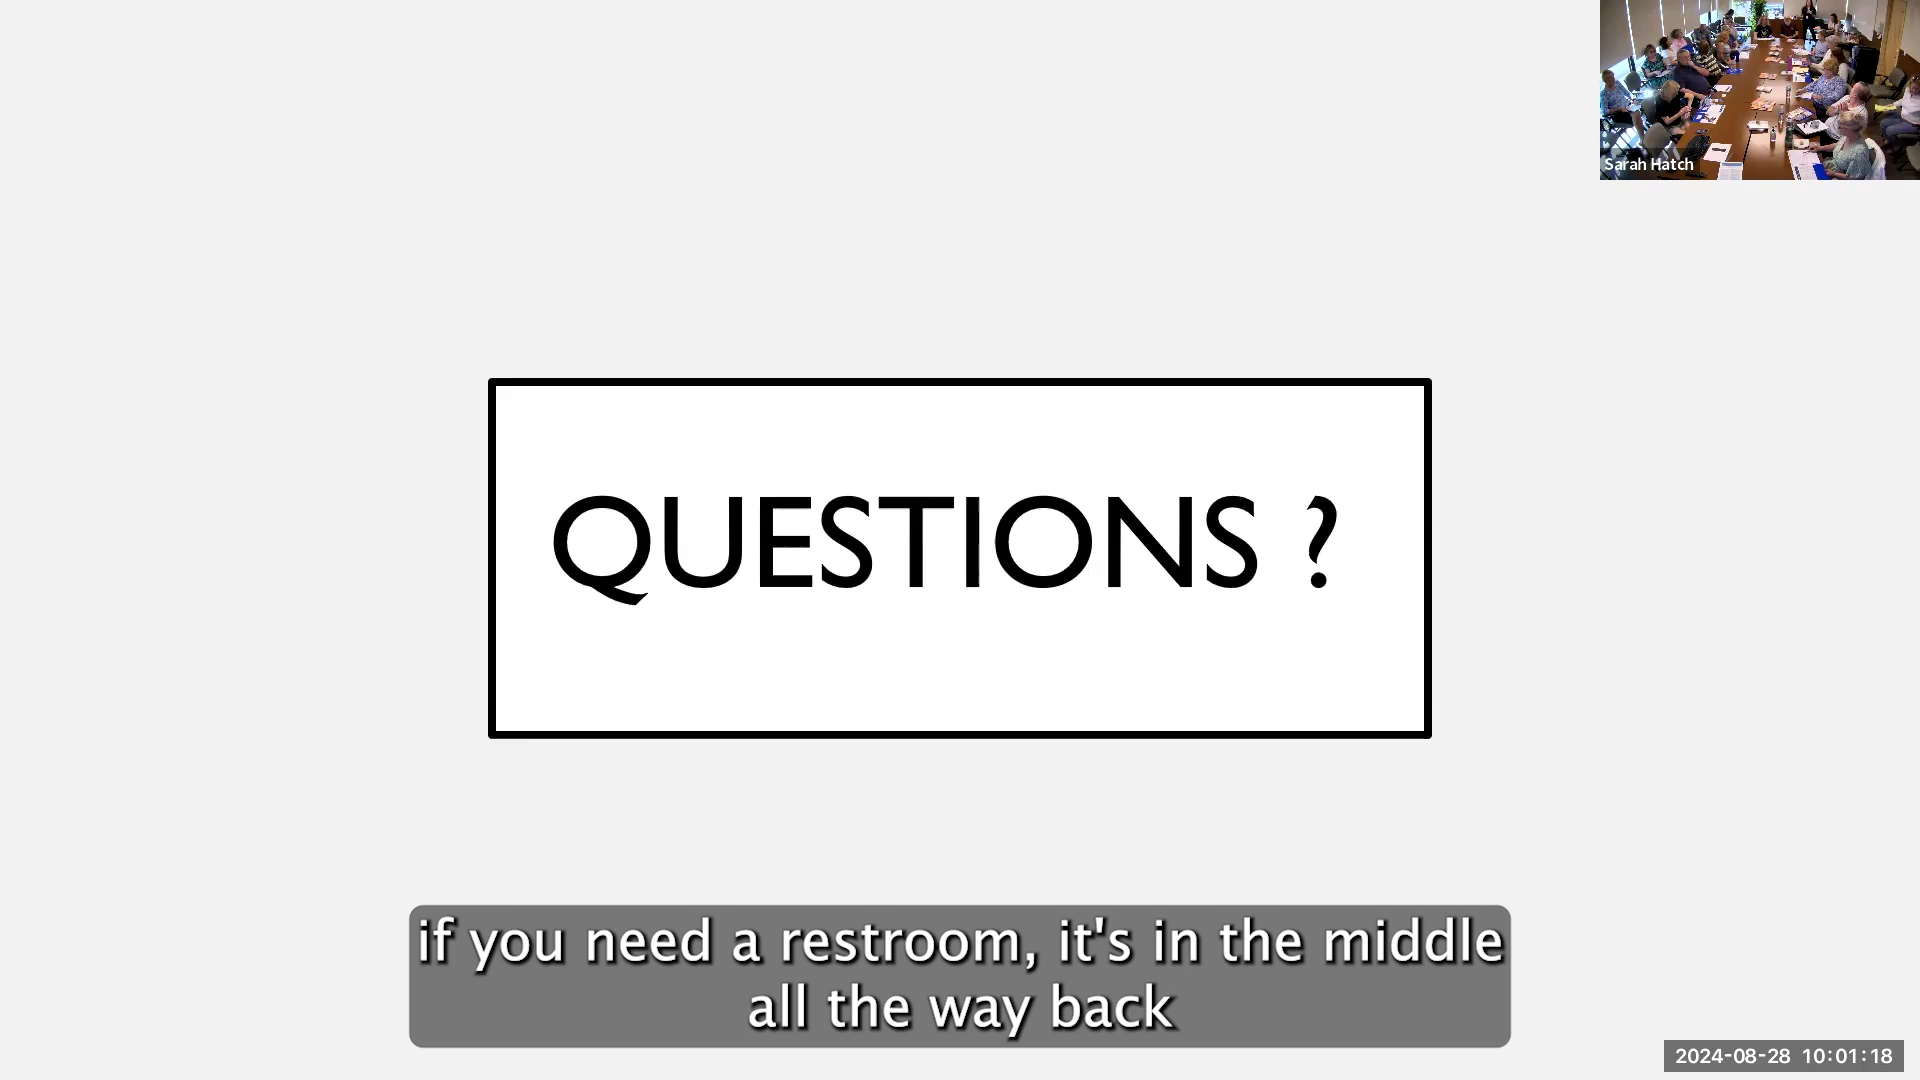 Sarah Hatch
QUESTIONS ?
if you need a restroom, it's in the middle
all the way back
2024-08-28 10:01:18